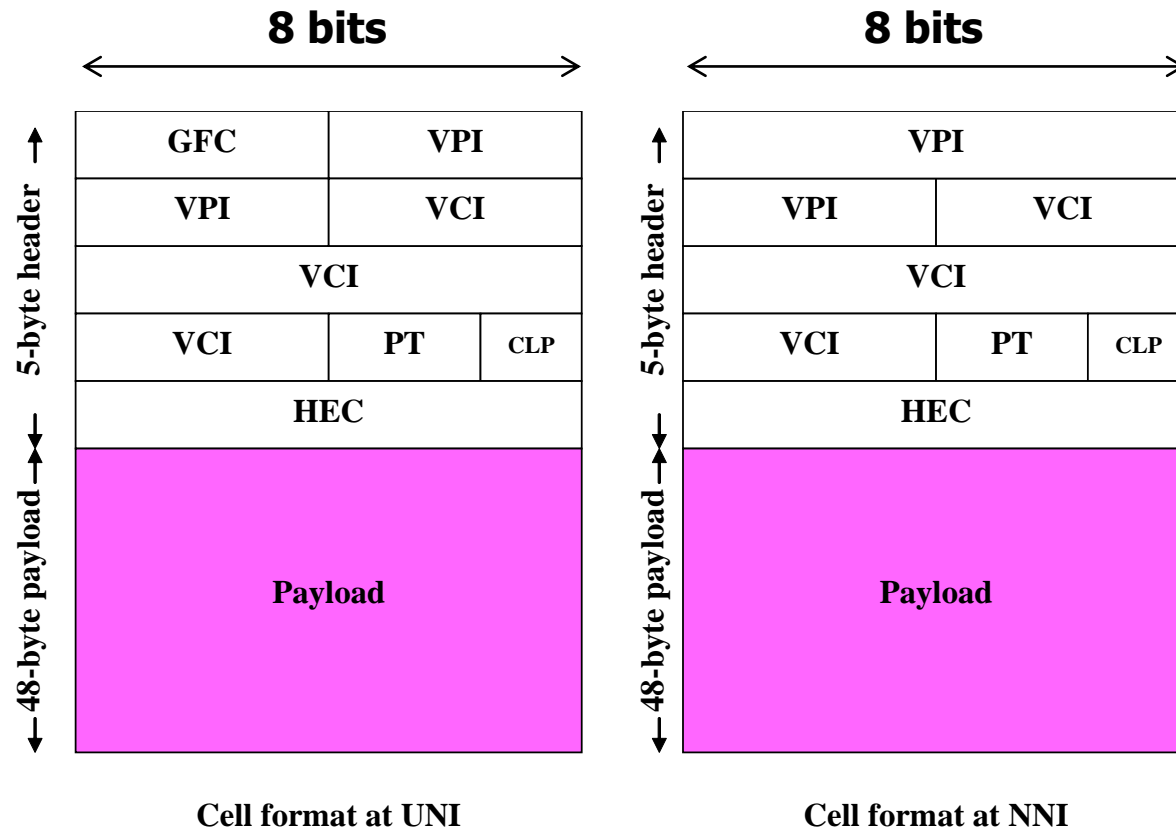 8 bits
8 bits
5-byte header
GFC VPI
VPI VCI
VCI
VCI PT CLP
HEC
48-byte payload
Payload
Cell format at UNI
5-byte header
VPI
VPI VCI
VCI
VCI PT CLP
HEC
48-byte payload
Payload
Cell format at NNI